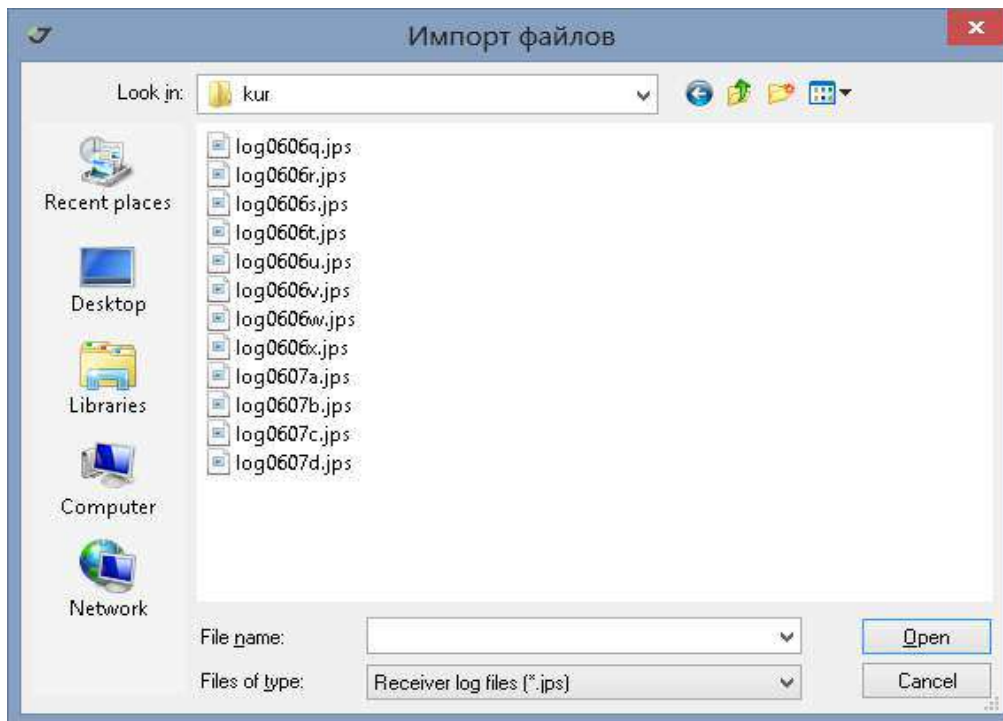 Импорт файлов
Look in:
kur
Recent places
Desktop
Libraries
Computer
Network
log0606q.jps
log0606r.jps
log0606s.jps
log0606t.jps
log0606u.jps
log0606v.jps
log0606w.jps
log0606x.jps
log0607a.jps
log0607b.jps
log0607c.jps
log0607d.jps
File name:
Open
Files of type:
Receiver log files (*.jps)
Cancel